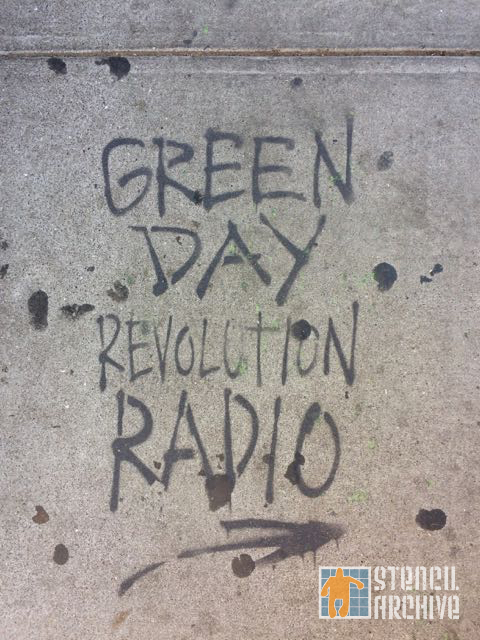 GREEN
DAY
REVOLUTION
RADIO
STENCIL
ARCHIVE